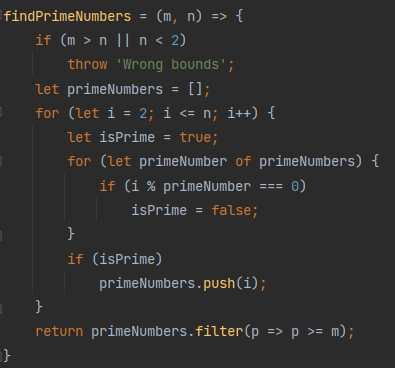 findPrimeNumbers = (m, n) => {
    if (m > n || n < 2)
        throw 'Wrong bounds';
    let primeNumbers = [];
    for (let i = 2; i <= n; i++) {
        let isPrime = true;
        for (let primeNumber of primeNumbers) {
            if (i % primeNumber === 0)
                isPrime = false;
        }
        if (isPrime)
            primeNumbers.push(i);
    }
    return primeNumbers.filter(p => p >= m);
}